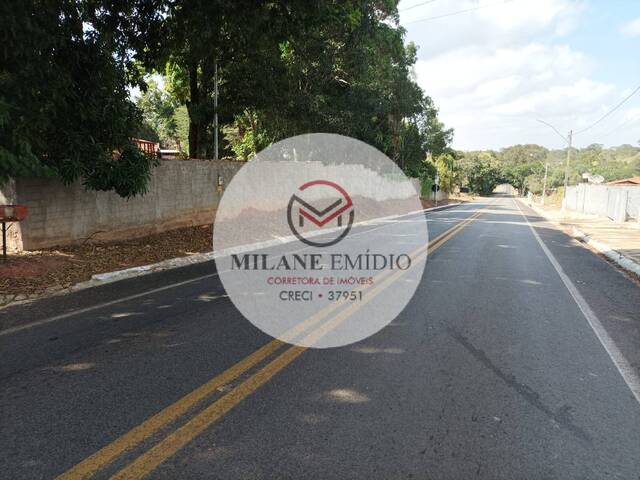 MILANE EMÍDIO
CORRETORA DE IMÓVEIS
CRECI • 37951